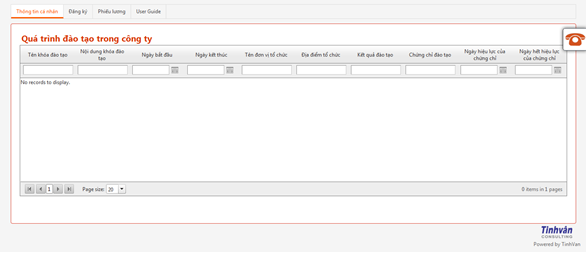 Thông tin cá nhân Đăng ký Phiếu lương User Guide
Quá trình đào tạo trong công ty
Tên khóa đào tạo Nội dung khóa đào tạo Ngày bắt đầu Ngày kết thúc Tên đơn vị tổ chức Địa điểm tổ chức Kết quả đào tạo Chứng chỉ đào tạo Ngày hiệu lực của chứng chỉ Ngày hết hiệu lực của chứng chỉ
No records to display.
1 Page size: 20 0 items in 1 pages
Tinhvân
CONSULTING
Powered by TinhVan